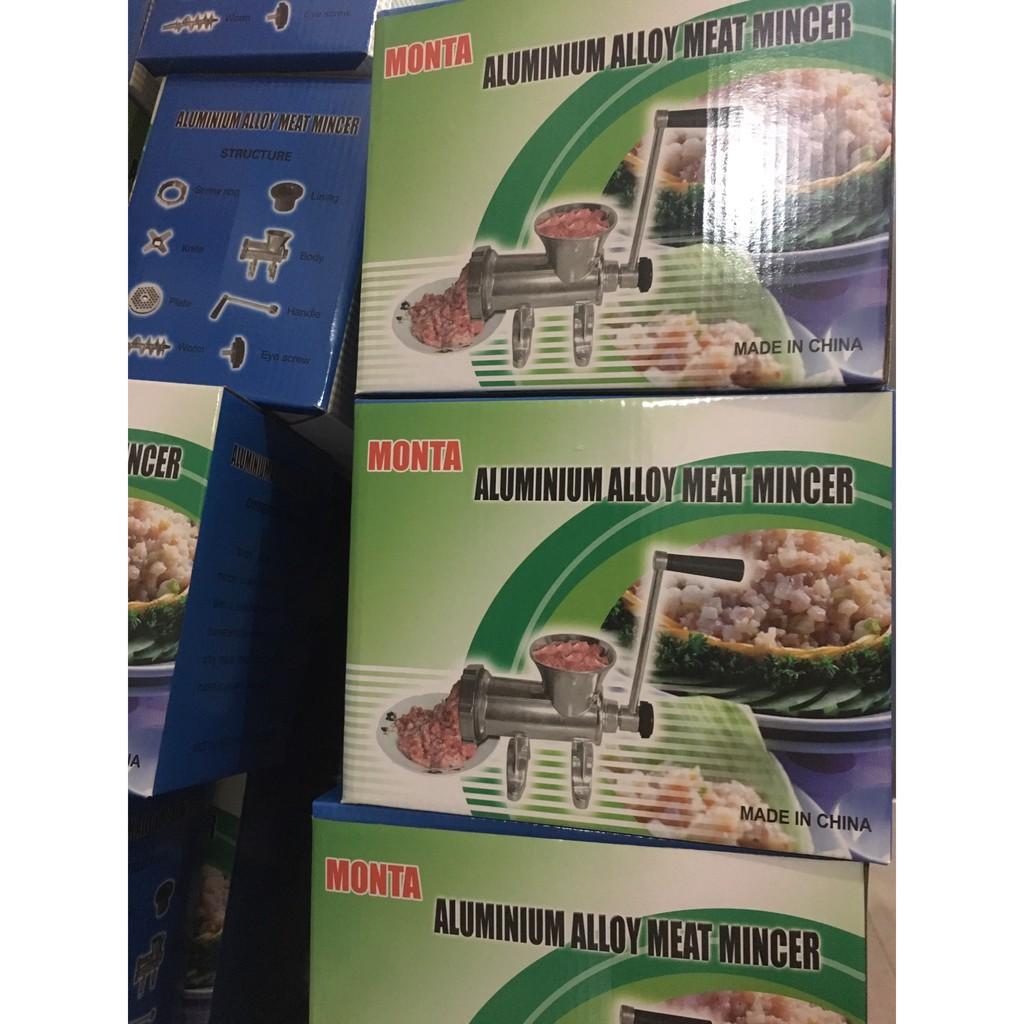 Worm
Eye screw
ALUMINIUM ALLOY MEAT MINCER
STRUCTURE
Screw ring
Lining
Knife
Body
Plate
Handle
Worm
Eye screw
MONTA
ALUMINIUM ALLOY MEAT MINCER
MADE IN CHINA
MONTA
ALUMINIUM ALLOY MEAT MINCER
MADE IN CHINA
MONTA
ALUMINIUM ALLOY MEAT MINCER
NCER